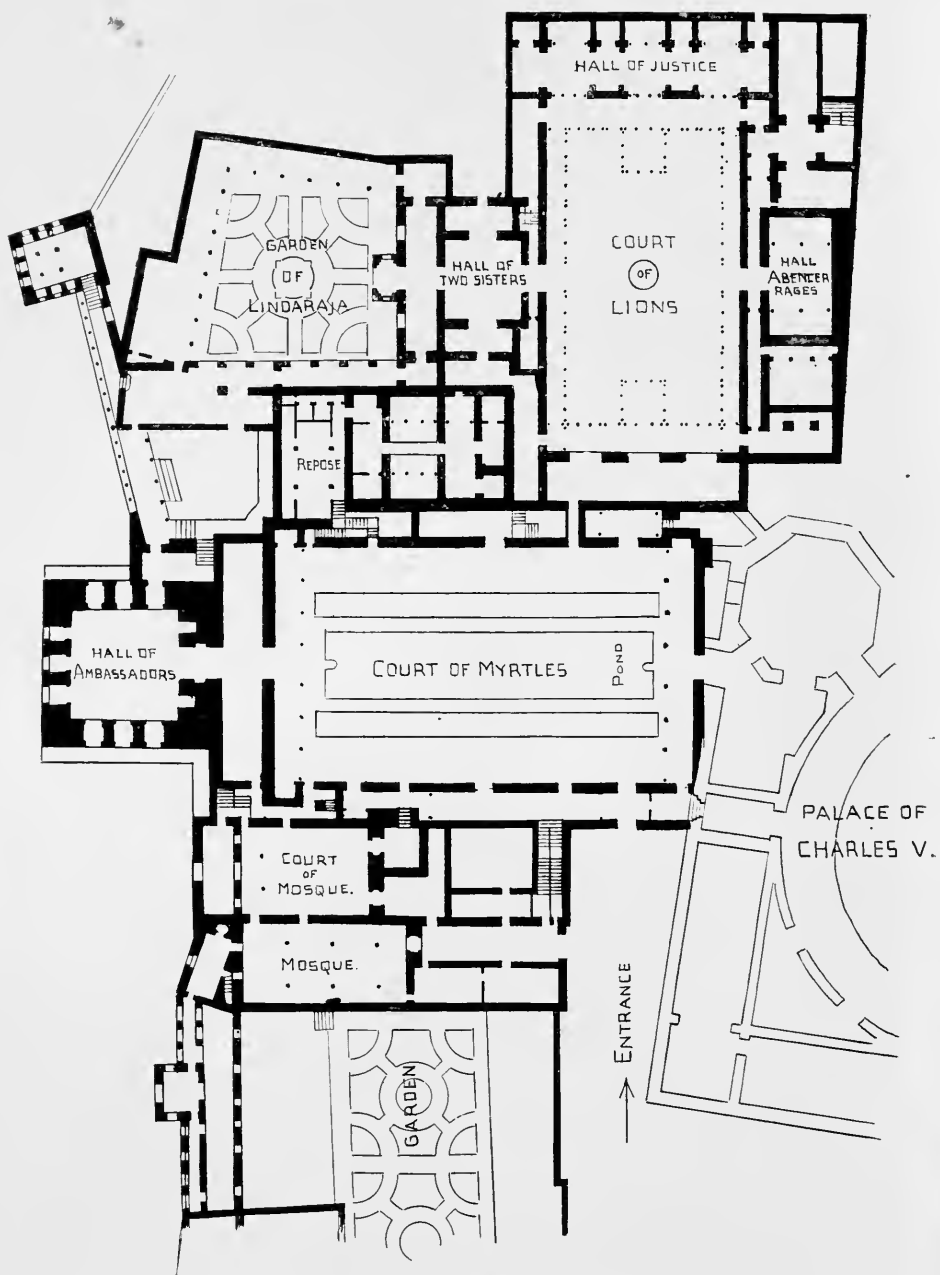 HALL OF JUSTICE
GARDEN
OF
LINDARAJA
HALL OF
TWO SISTERS
COURT
OF
LIONS
HALL
ABENCER
RAGES
REPOSE
HALL OF
AMBASSADORS
COURT OF MYRTLES
POND
PALACE OF
CHARLES V.
COURT
OF
MOSQUE.
MOSQUE.
ENTRANCE
GARDEN